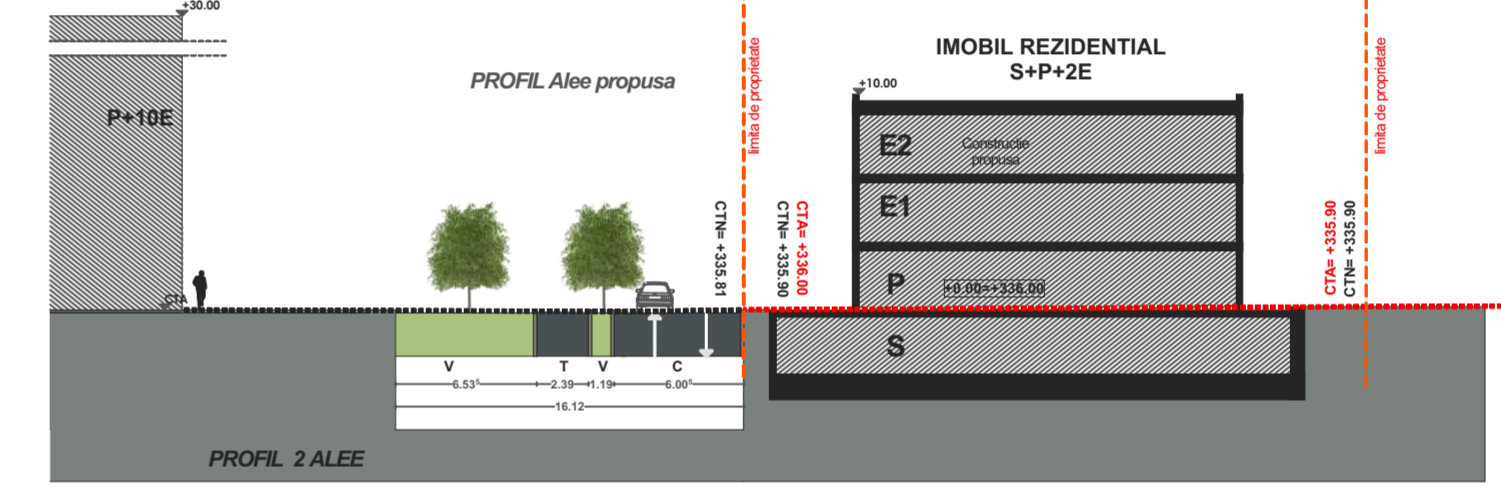 +30.00
P+10E
PROFIL Alee propusa
limita de proprietate
IMOBIL REZIDENTIAL
S+P+2E
+10.00
limita de proprietate
E2
Constructie
propusa
E1
P
+0.00=+336.00
S
CTN= +335.81
CTN= +335.90
CTA= +336.00
CTA= +335.90
CTN= +335.90
CTA
V T V C
6.53⁵ 2.39 1.19 6.00⁵
16.12
PROFIL 2 ALEE